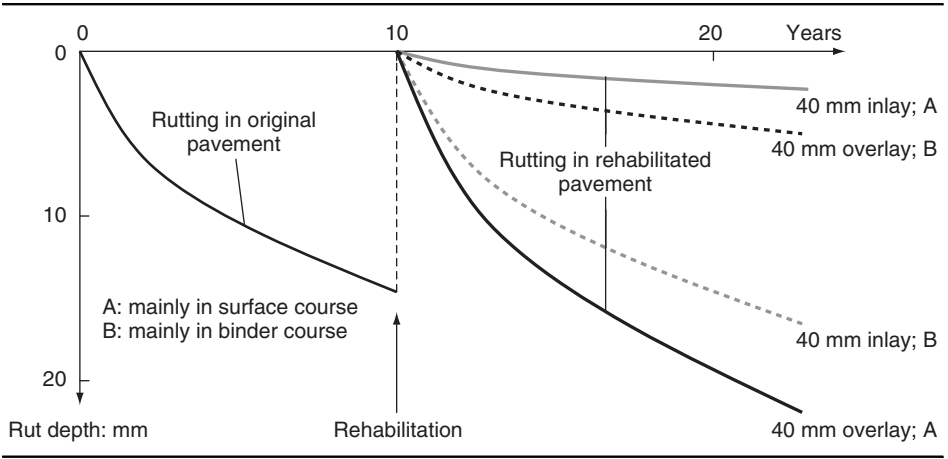 0 10 20 Years
0
40 mm inlay; A
Rutting in original
pavement
40 mm overlay; B
Rutting in rehabilitated
pavement
10
A: mainly in surface course
B: mainly in binder course
40 mm inlay; B
20
Rut depth: mm
Rehabilitation
40 mm overlay; A